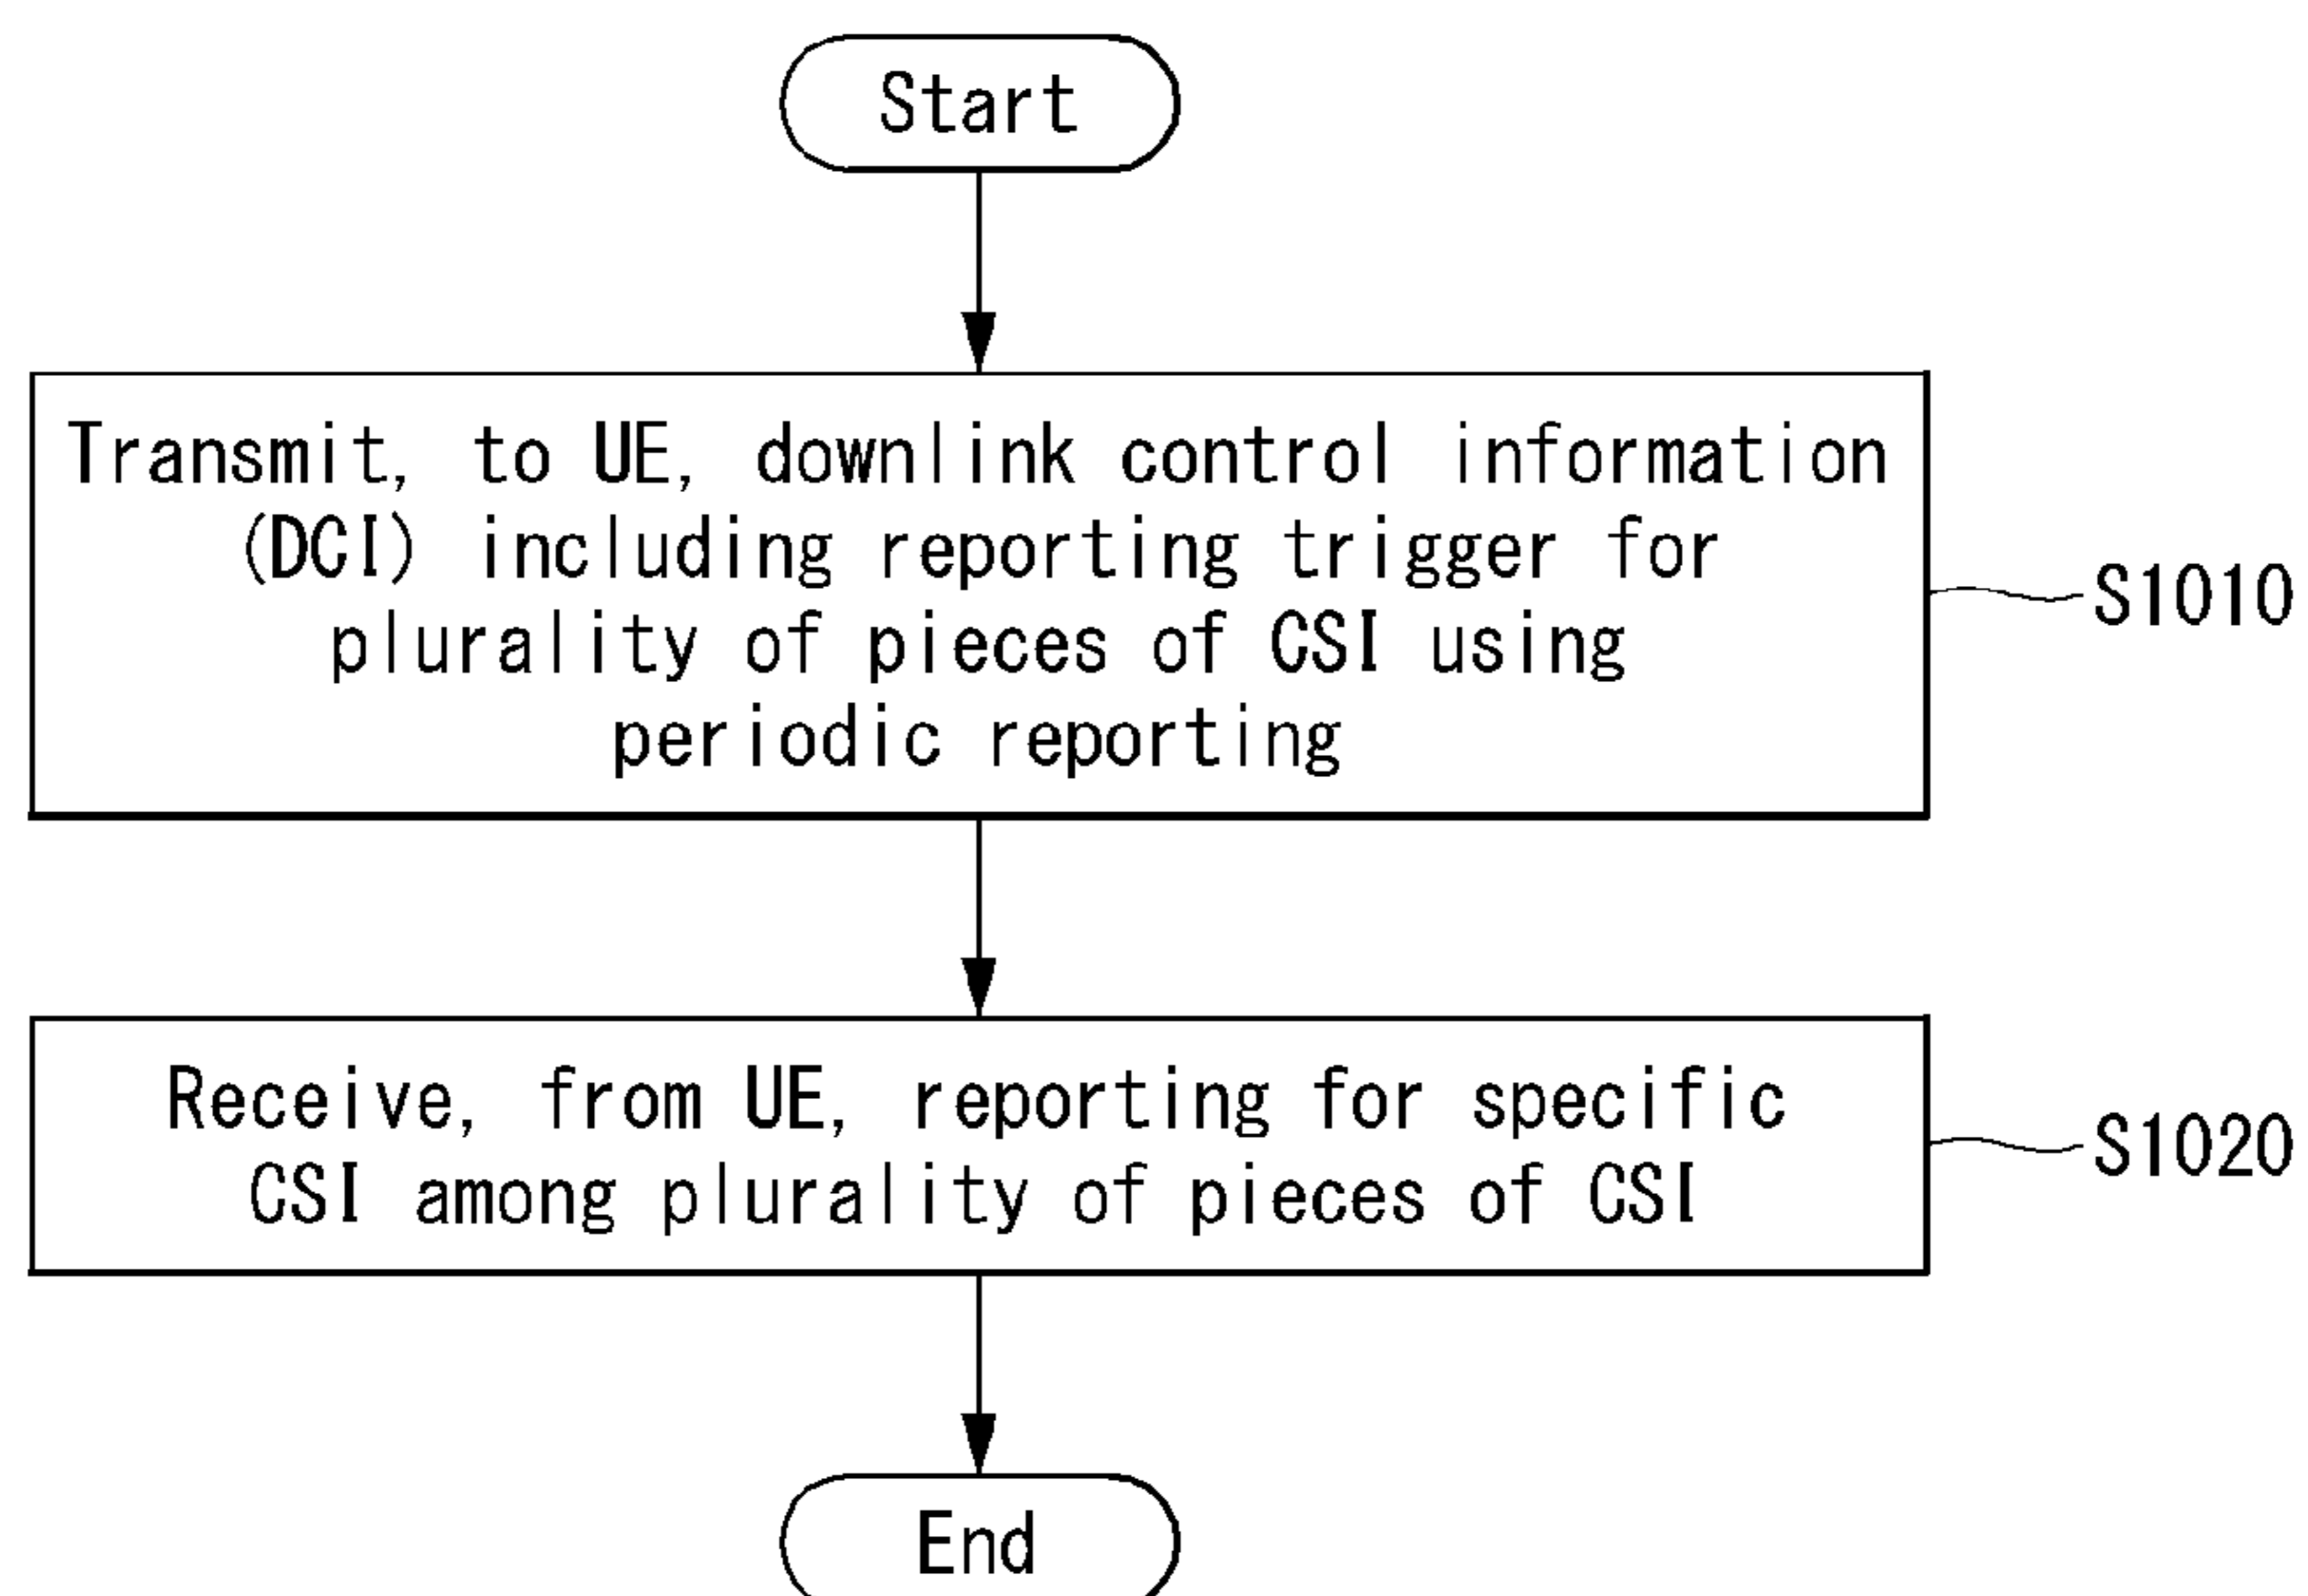 Start
Transmit, to UE, downlink control information
(DCI) including reporting trigger for
plurality of pieces of CSI using
periodic reporting
S1010
Receive, from UE, reporting for specific
CSI among plurality of pieces of CSI
S1020
End